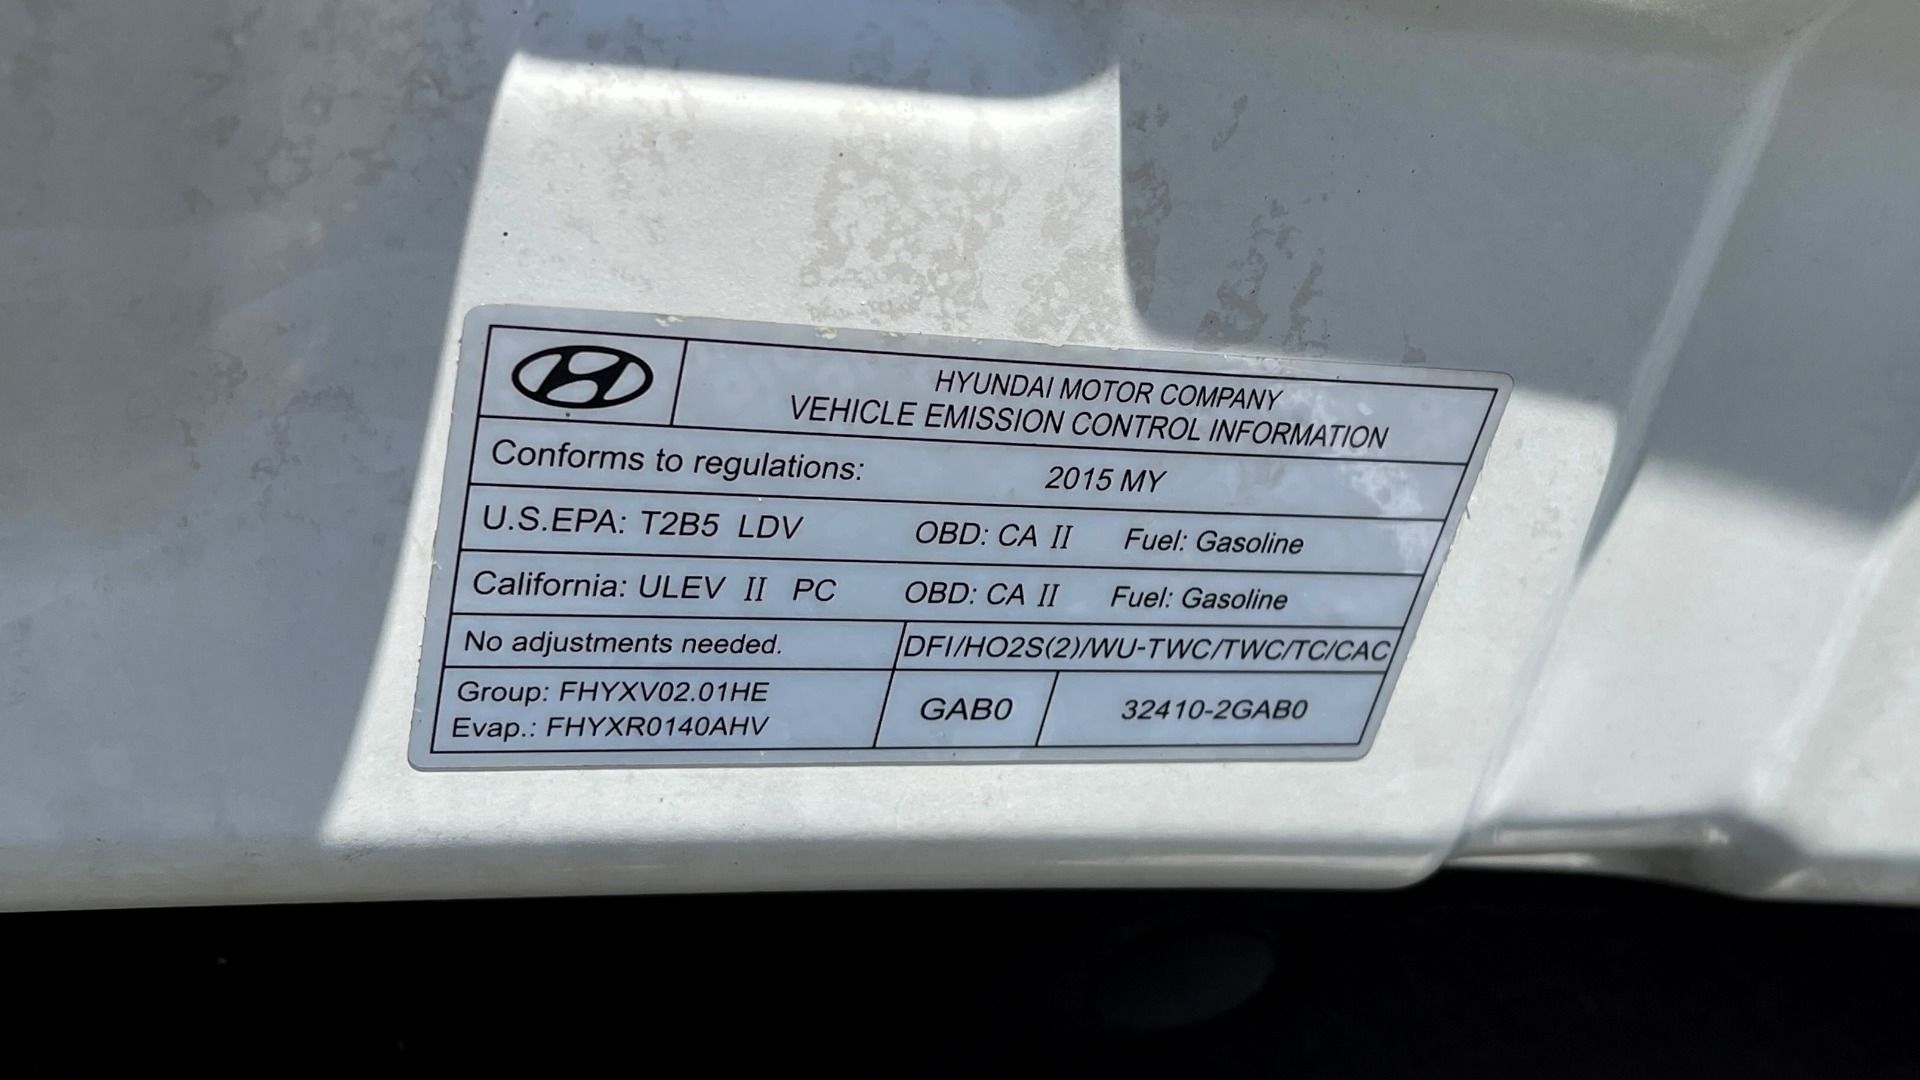 HYUNDAI MOTOR COMPANY
VEHICLE EMISSION CONTROL INFORMATION
Conforms to regulations: 2015 MY
U.S.EPA: T2B5 LDV OBD: CA II Fuel: Gasoline
California: ULEV II PC OBD: CA II Fuel: Gasoline
No adjustments needed. DFI/HO2S(2)/WU-TWC/TWC/TC/CAC
Group: FHYXV02.01HE
Evap.: FHYXR0140AHV
GAB0 32410-2GAB0